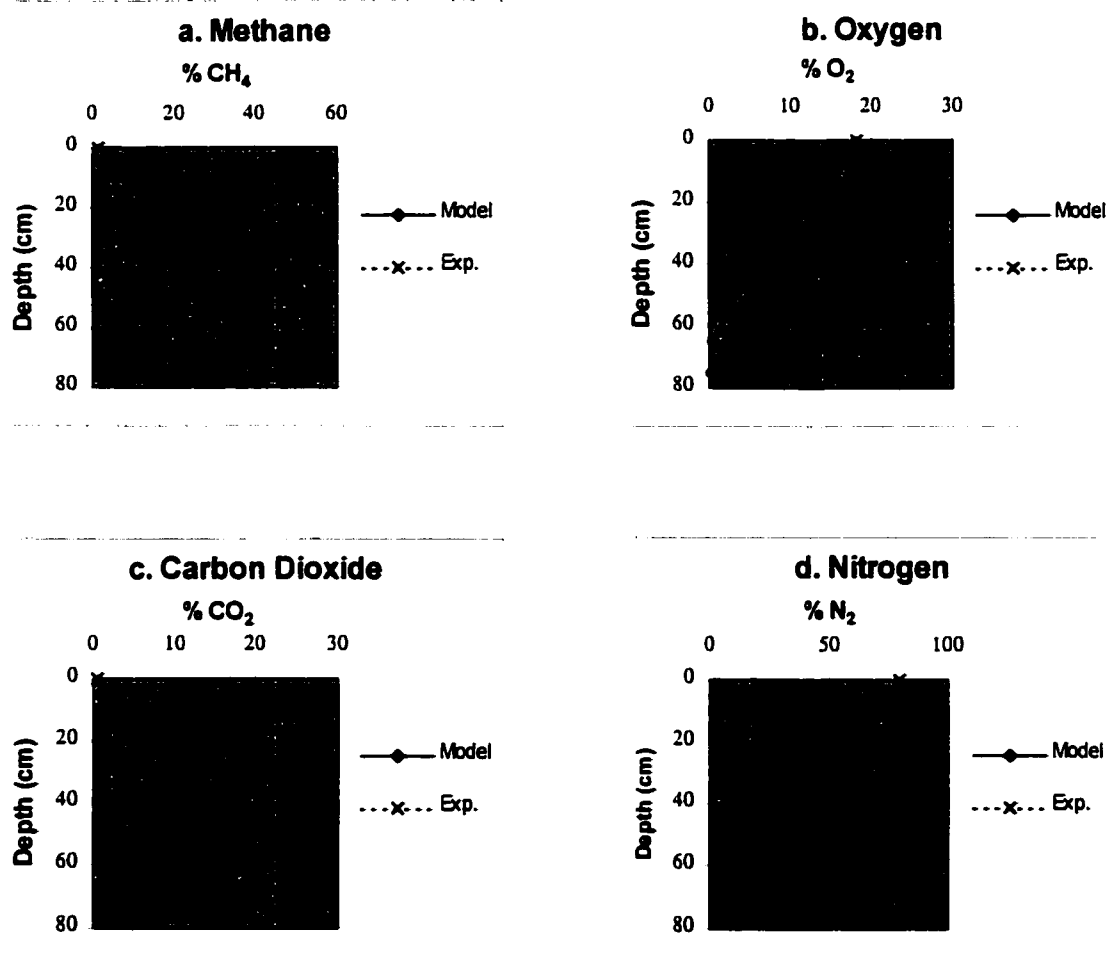 a. Methane
% CH₄
0 20 40 60
0
20
40
60
80
Depth (cm)
Model
Exp.
b. Oxygen
% O₂
0 10 20 30
0
20
40
60
80
Depth (cm)
Model
Exp.
c. Carbon Dioxide
% CO₂
0 10 20 30
0
20
40
60
80
Depth (cm)
Model
Exp.
d. Nitrogen
% N₂
0 50 100
0
20
40
60
80
Depth (cm)
Model
Exp.